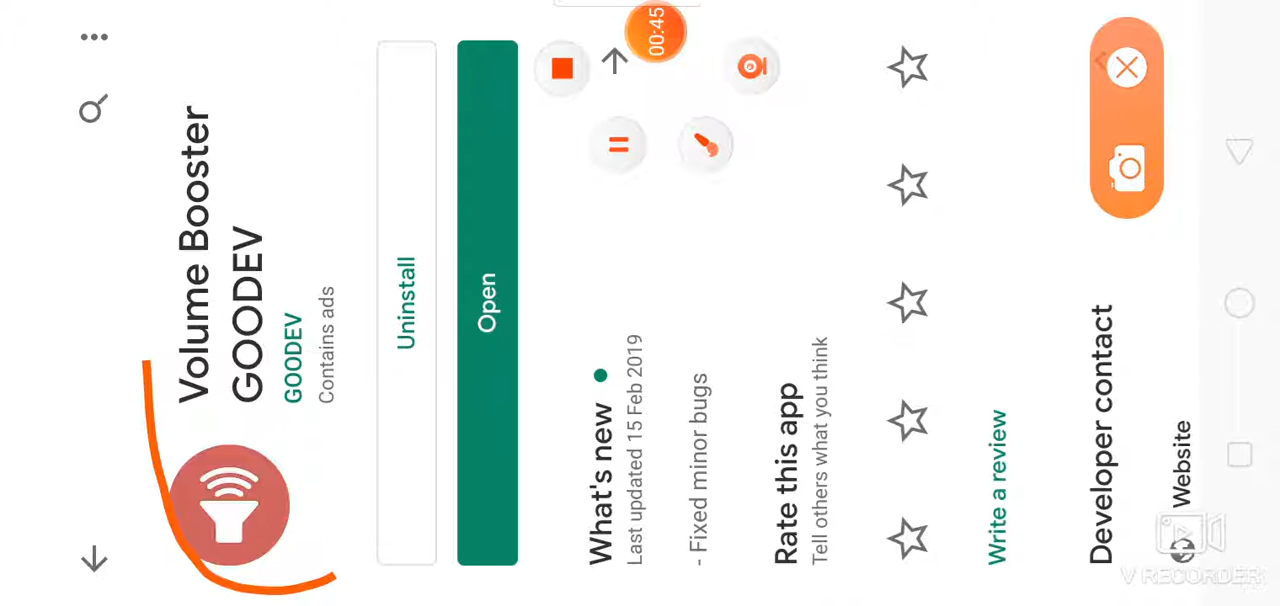 Volume Booster
GOODEV
GOODEV
Contains ads
Uninstall
Open
00:45
What's new
Last updated 15 Feb 2019
- Fixed minor bugs
Rate this app
Tell others what you think
Write a review
Developer contact
Website
V RECORDER